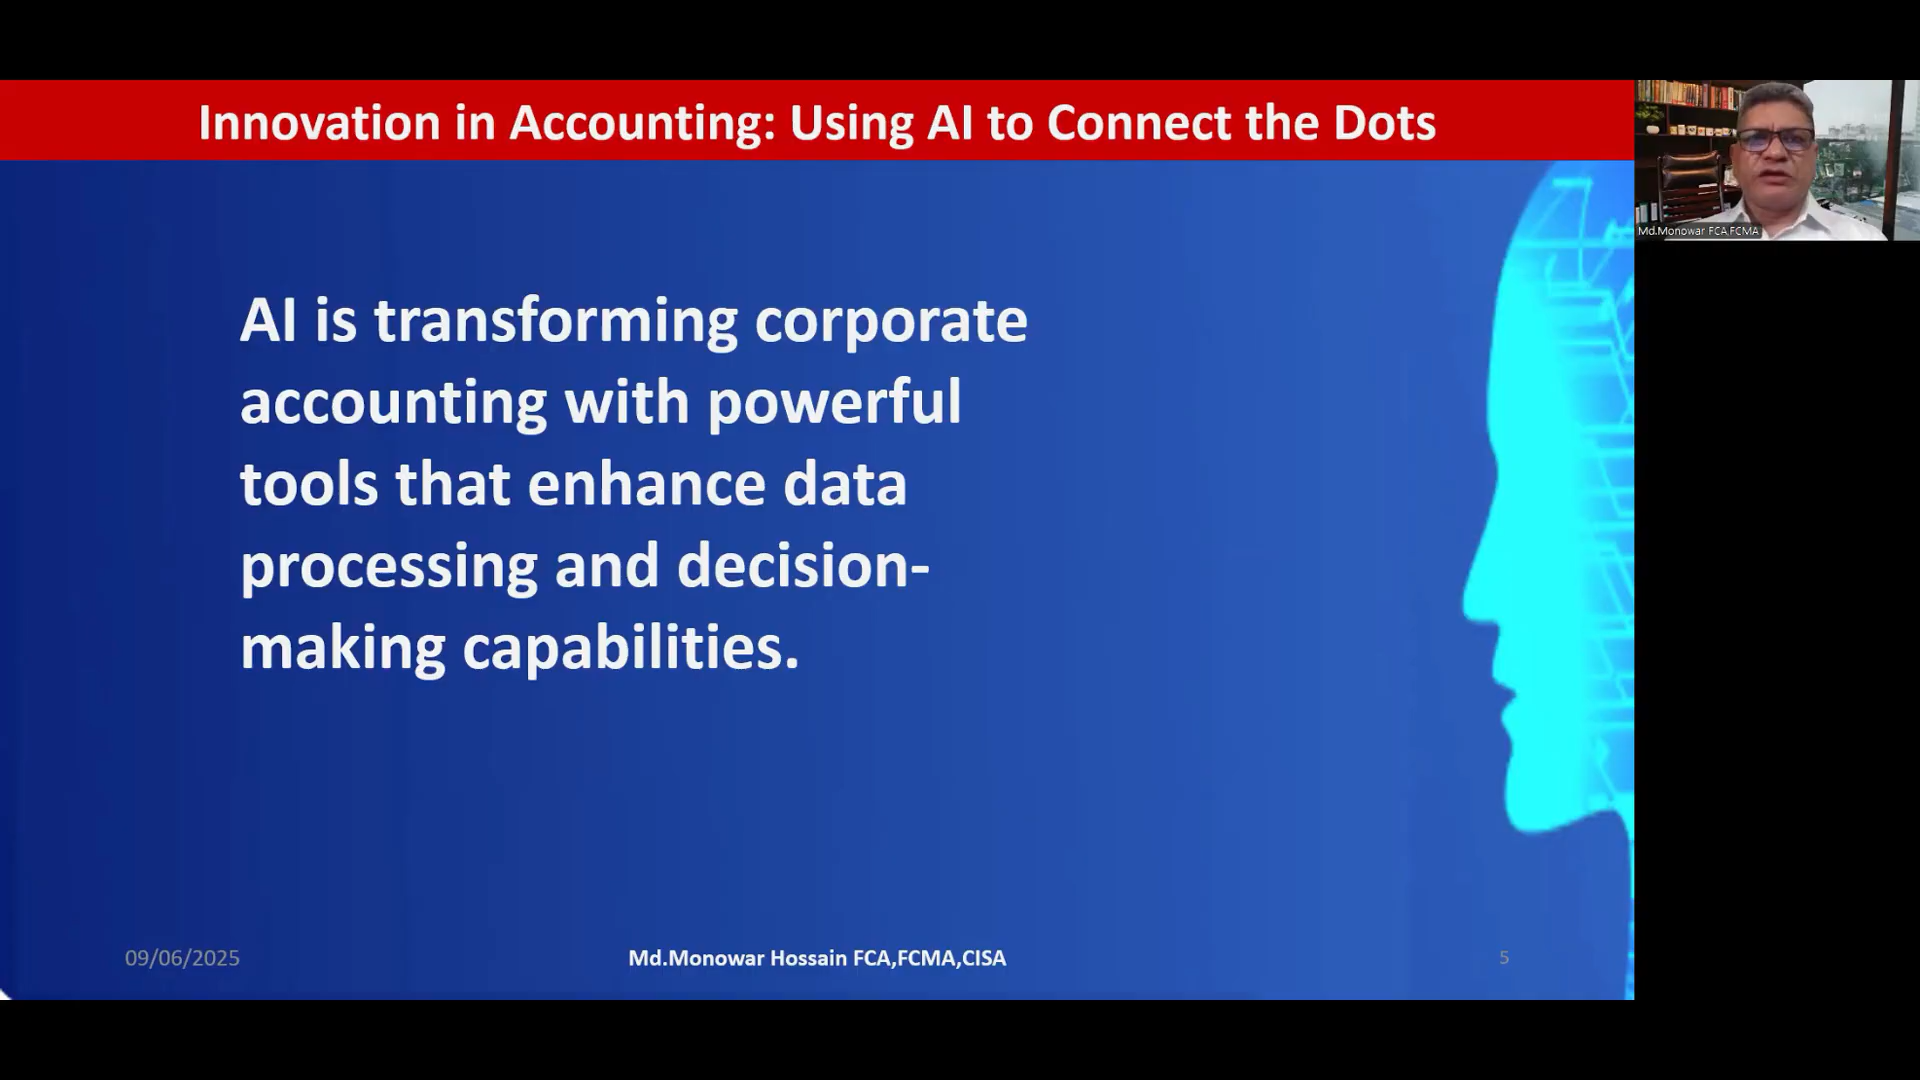 Innovation in Accounting: Using AI to Connect the Dots
AI is transforming corporate
accounting with powerful
tools that enhance data
processing and decision-
making capabilities.
09/06/2025
Md.Monowar Hossain FCA,FCMA,CISA
5
Md.Monowar FCA,FCMA